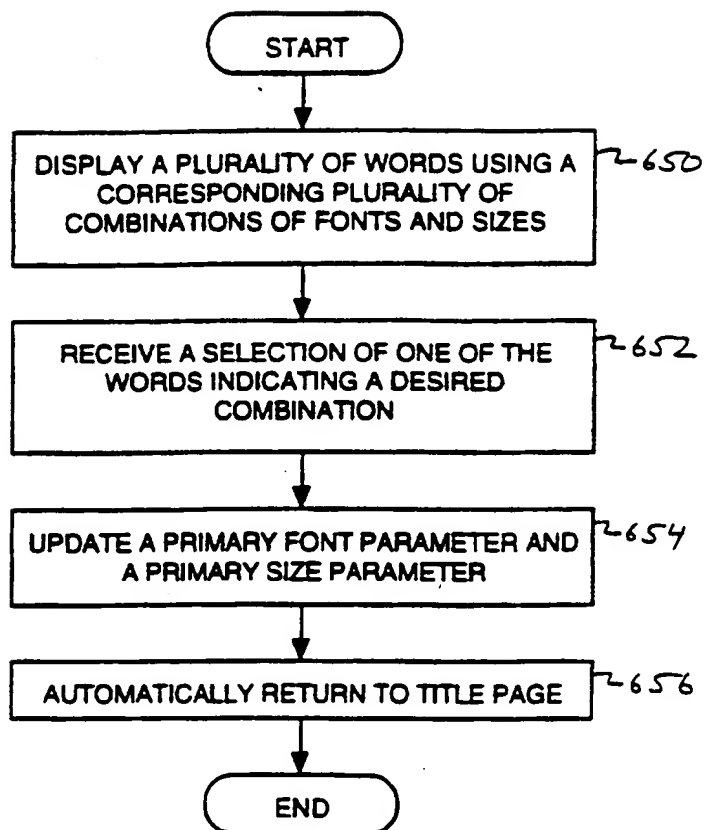 START
DISPLAY A PLURALITY OF WORDS USING A
CORRESPONDING PLURALITY OF
COMBINATIONS OF FONTS AND SIZES
650
RECEIVE A SELECTION OF ONE OF THE
WORDS INDICATING A DESIRED
COMBINATION
652
UPDATE A PRIMARY FONT PARAMETER AND
A PRIMARY SIZE PARAMETER
654
AUTOMATICALLY RETURN TO TITLE PAGE
656
END